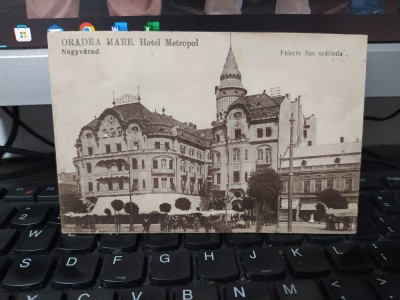 ORADEA MARE. Hotel Metropol
Nagyvárad
Fekete Sas szálloda
W E
S D F G H J K L
X C V B N M